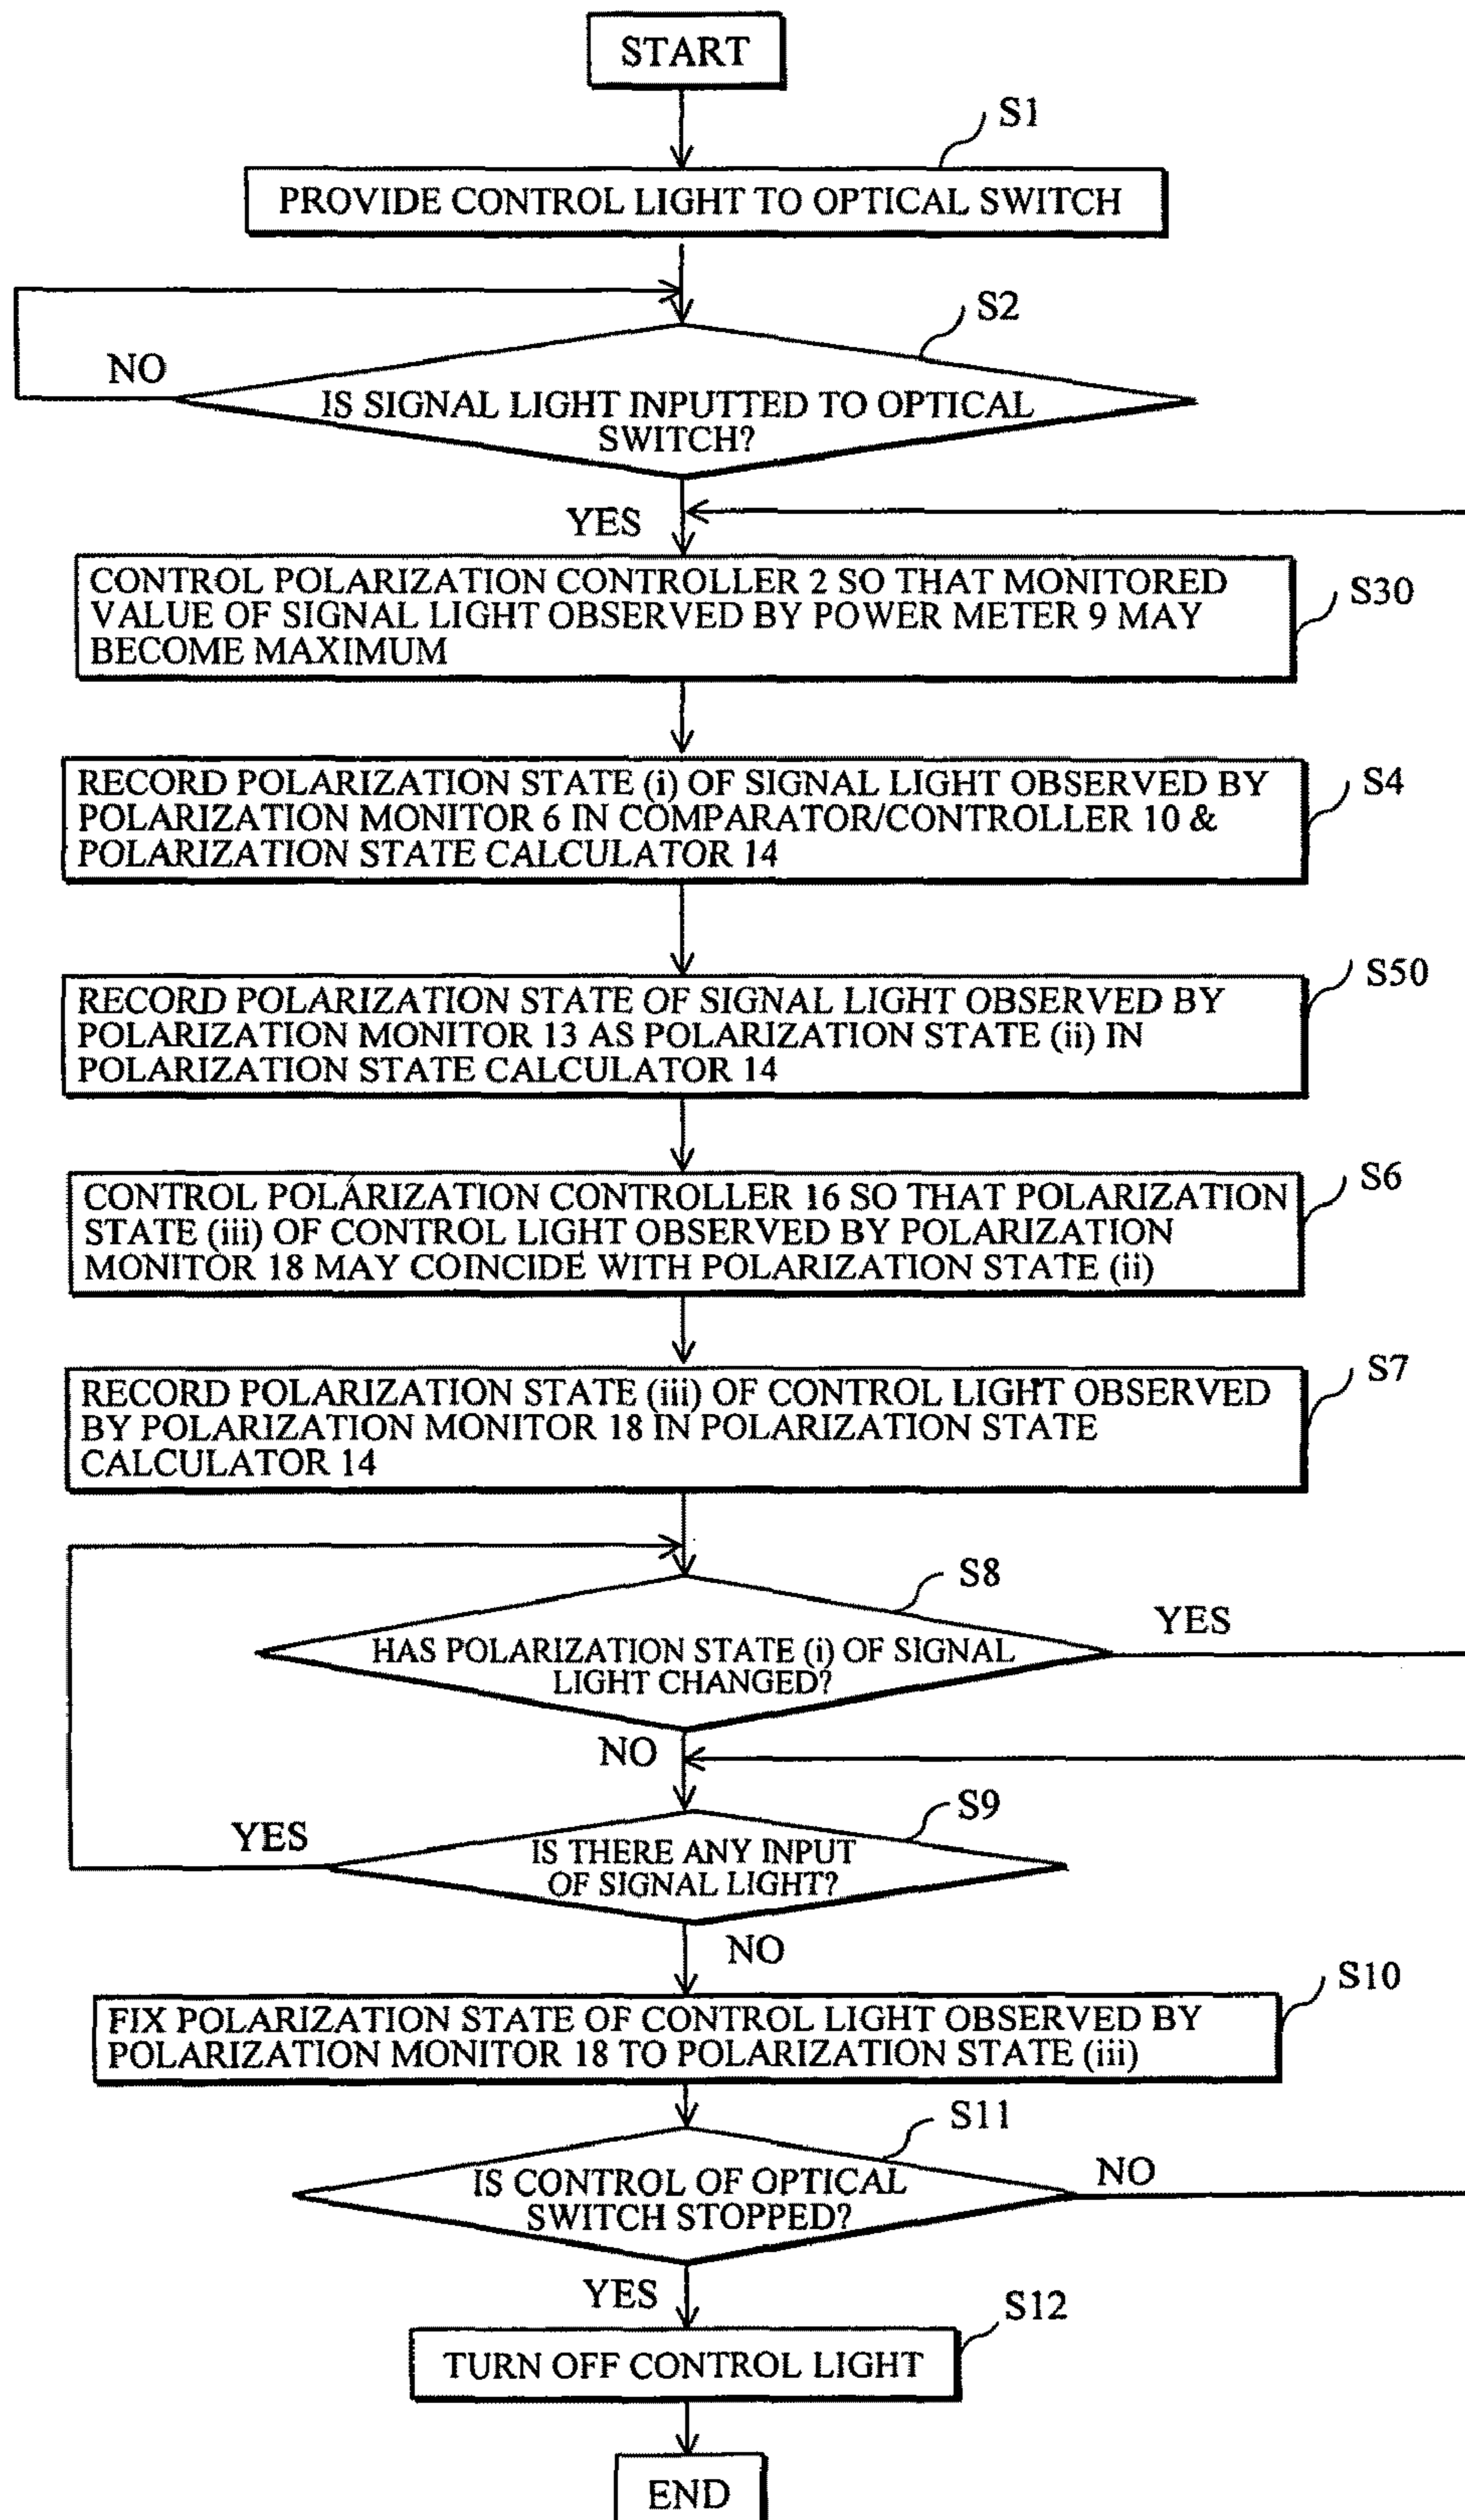 START
S1
PROVIDE CONTROL LIGHT TO OPTICAL SWITCH
S2
NO
IS SIGNAL LIGHT INPUTTED TO OPTICAL
SWITCH?
YES
CONTROL POLARIZATION CONTROLLER 2 SO THAT MONITORED
VALUE OF SIGNAL LIGHT OBSERVED BY POWER METER 9 MAY
BECOME MAXIMUM
S30
RECORD POLARIZATION STATE (i) OF SIGNAL LIGHT OBSERVED BY
POLARIZATION MONITOR 6 IN COMPARATOR/CONTROLLER 10 &
POLARIZATION STATE CALCULATOR 14
S4
RECORD POLARIZATION STATE OF SIGNAL LIGHT OBSERVED BY
POLARIZATION MONITOR 13 AS POLARIZATION STATE (ii) IN
POLARIZATION STATE CALCULATOR 14
S50
CONTROL POLARIZATION CONTROLLER 16 SO THAT POLARIZATION
STATE (iii) OF CONTROL LIGHT OBSERVED BY POLARIZATION
MONITOR 18 MAY COINCIDE WITH POLARIZATION STATE (ii)
S6
RECORD POLARIZATION STATE (iii) OF CONTROL LIGHT OBSERVED
BY POLARIZATION MONITOR 18 IN POLARIZATION STATE
CALCULATOR 14
S7
S8
YES
HAS POLARIZATION STATE (i) OF SIGNAL
LIGHT CHANGED?
NO
S9
YES
IS THERE ANY INPUT
OF SIGNAL LIGHT?
NO
S10
FIX POLARIZATION STATE OF CONTROL LIGHT OBSERVED BY
POLARIZATION MONITOR 18 TO POLARIZATION STATE (iii)
S11
NO
IS CONTROL OF OPTICAL
SWITCH STOPPED?
YES
S12
TURN OFF CONTROL LIGHT
END